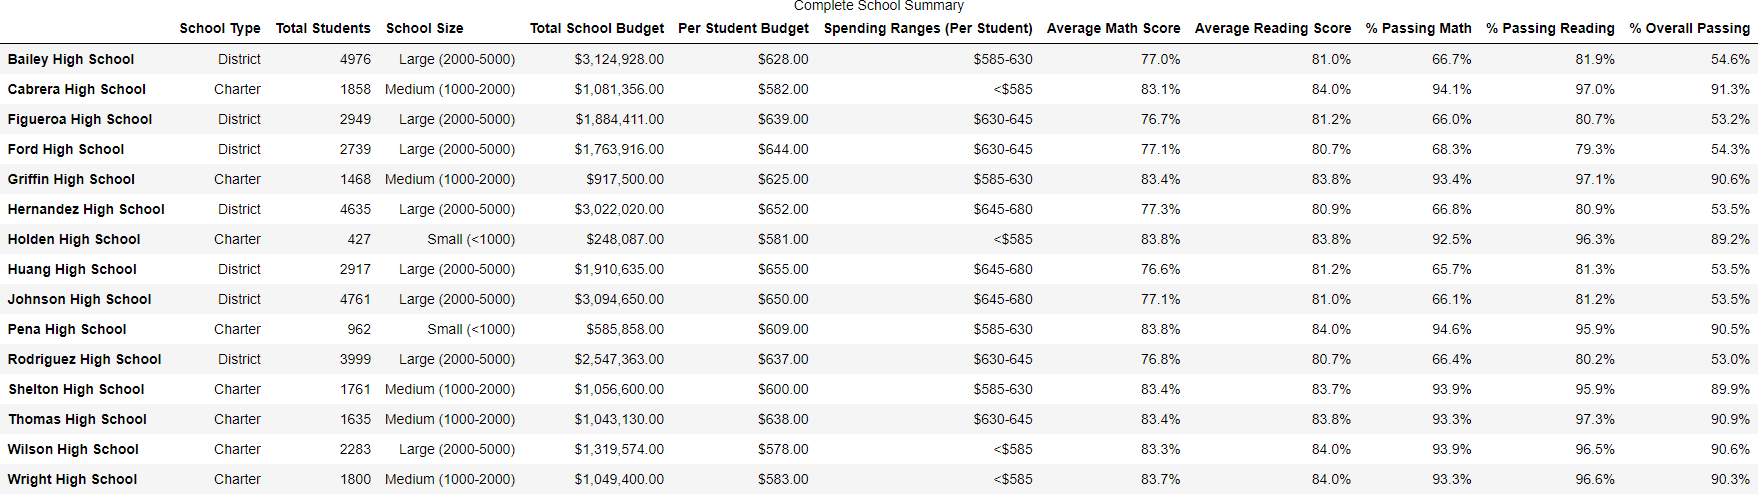 Complete School Summary
School Type Total Students School Size Total School Budget Per Student Budget Spending Ranges (Per Student) Average Math Score Average Reading Score % Passing Math % Passing Reading % Overall Passing
Bailey High School District 4976 Large (2000-5000) $3,124,928.00 $628.00 $585-630 77.0% 81.0% 66.7% 81.9% 54.6%
Cabrera High School Charter 1858 Medium (1000-2000) $1,081,356.00 $582.00 <$585 83.1% 84.0% 94.1% 97.0% 91.3%
Figueroa High School District 2949 Large (2000-5000) $1,884,411.00 $639.00 $630-645 76.7% 81.2% 66.0% 80.7% 53.2%
Ford High School District 2739 Large (2000-5000) $1,763,916.00 $644.00 $630-645 77.1% 80.7% 68.3% 79.3% 54.3%
Griffin High School Charter 1468 Medium (1000-2000) $917,500.00 $625.00 $585-630 83.4% 83.8% 93.4% 97.1% 90.6%
Hernandez High School District 4635 Large (2000-5000) $3,022,020.00 $652.00 $645-680 77.3% 80.9% 66.8% 80.9% 53.5%
Holden High School Charter 427 Small (<1000) $248,087.00 $581.00 <$585 83.8% 83.8% 92.5% 96.3% 89.2%
Huang High School District 2917 Large (2000-5000) $1,910,635.00 $655.00 $645-680 76.6% 81.2% 65.7% 81.3% 53.5%
Johnson High School District 4761 Large (2000-5000) $3,094,650.00 $650.00 $645-680 77.1% 81.0% 66.1% 81.2% 53.5%
Pena High School Charter 962 Small (<1000) $585,858.00 $609.00 $585-630 83.8% 84.0% 94.6% 95.9% 90.5%
Rodriguez High School District 3999 Large (2000-5000) $2,547,363.00 $637.00 $630-645 76.8% 80.7% 66.4% 80.2% 53.0%
Shelton High School Charter 1761 Medium (1000-2000) $1,056,600.00 $600.00 $585-630 83.4% 83.7% 93.9% 95.9% 89.9%
Thomas High School Charter 1635 Medium (1000-2000) $1,043,130.00 $638.00 $630-645 83.4% 83.8% 93.3% 97.3% 90.9%
Wilson High School Charter 2283 Large (2000-5000) $1,319,574.00 $578.00 <$585 83.3% 84.0% 93.9% 96.5% 90.6%
Wright High School Charter 1800 Medium (1000-2000) $1,049,400.00 $583.00 <$585 83.7% 84.0% 93.3% 96.6% 90.3%